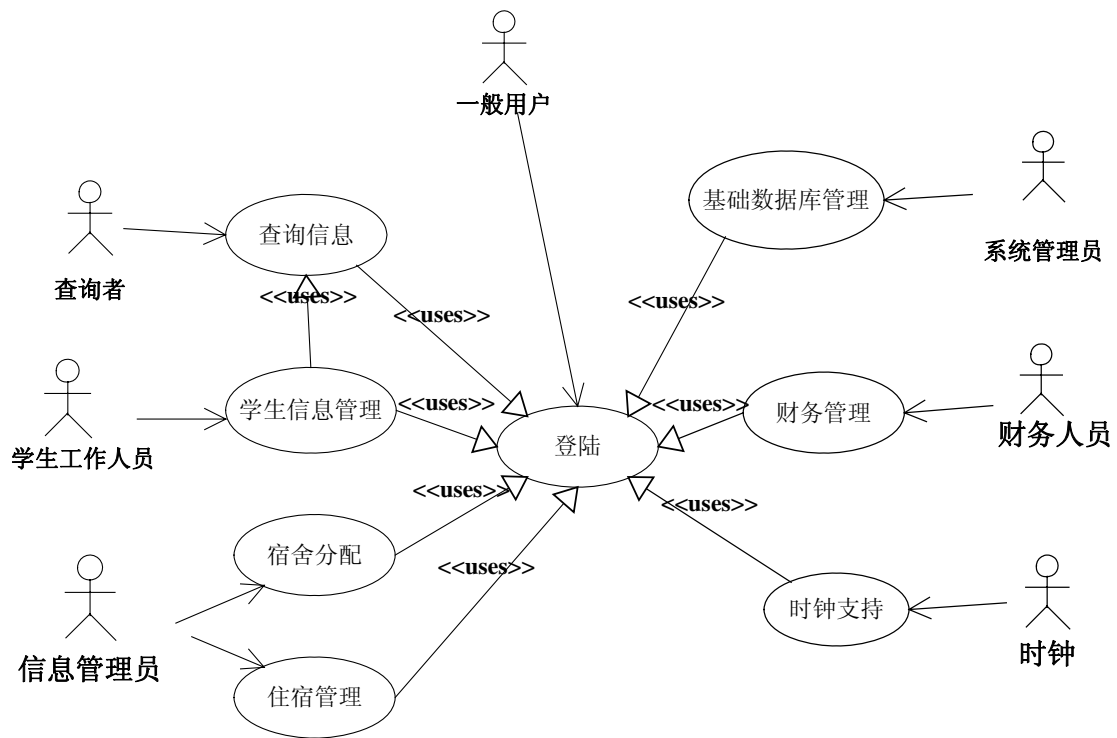 一般用户
基础数据库管理
系统管理员
查询信息
查询者
<<uses>>
<<uses>>
<<uses>>
学生信息管理
<<uses>>
<<uses>>
财务管理
学生工作人员
财务人员
登陆
<<uses>>
<<uses>>
宿舍分配
<<uses>>
时钟支持
信息管理员
时钟
住宿管理